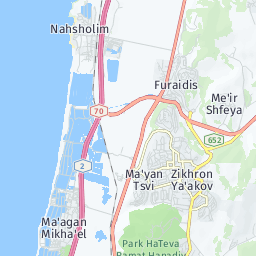 Nahsholim
Furaidis
Me'ir
Shfeya
70
652
2
Ma'yan
Tsvi
Zikhron
Ya'akov
Ma'agan
Mikha'el
Park HaTeva
Ramat Hanadiv